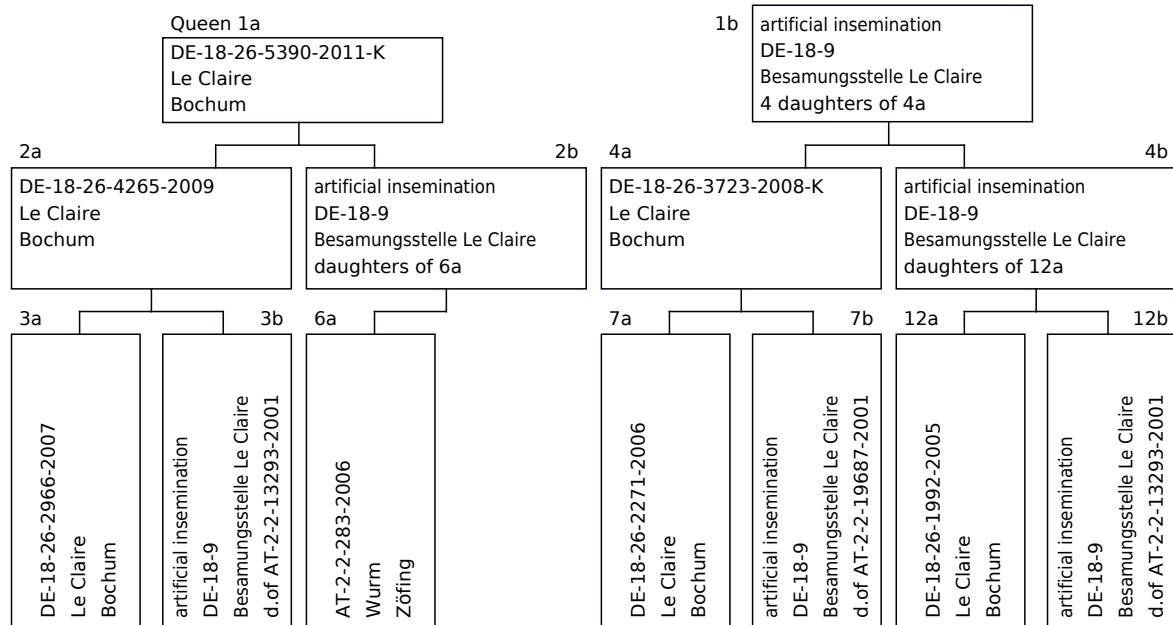 Queen 1a
DE-18-26-5390-2011-K
Le Claire
Bochum
1b
artificial insemination
DE-18-9
Besamungsstelle Le Claire
4 daughters of 4a
2a
DE-18-26-4265-2009
Le Claire
Bochum
2b
artificial insemination
DE-18-9
Besamungsstelle Le Claire
daughters of 6a
4a
DE-18-26-3723-2008-K
Le Claire
Bochum
4b
artificial insemination
DE-18-9
Besamungsstelle Le Claire
daughters of 12a
3a
DE-18-26-2966-2007
Le Claire
Bochum
3b
artificial insemination
DE-18-9
Besamungsstelle Le Claire
d.of AT-2-2-13293-2001
6a
AT-2-2-283-2006
Wurm
Zöfing
7a
DE-18-26-2271-2006
Le Claire
Bochum
7b
artificial insemination
DE-18-9
Besamungsstelle Le Claire
d.of AT-2-2-19687-2001
12a
DE-18-26-1992-2005
Le Claire
Bochum
12b
artificial insemination
DE-18-9
Besamungsstelle Le Claire
d.of AT-2-2-13293-2001